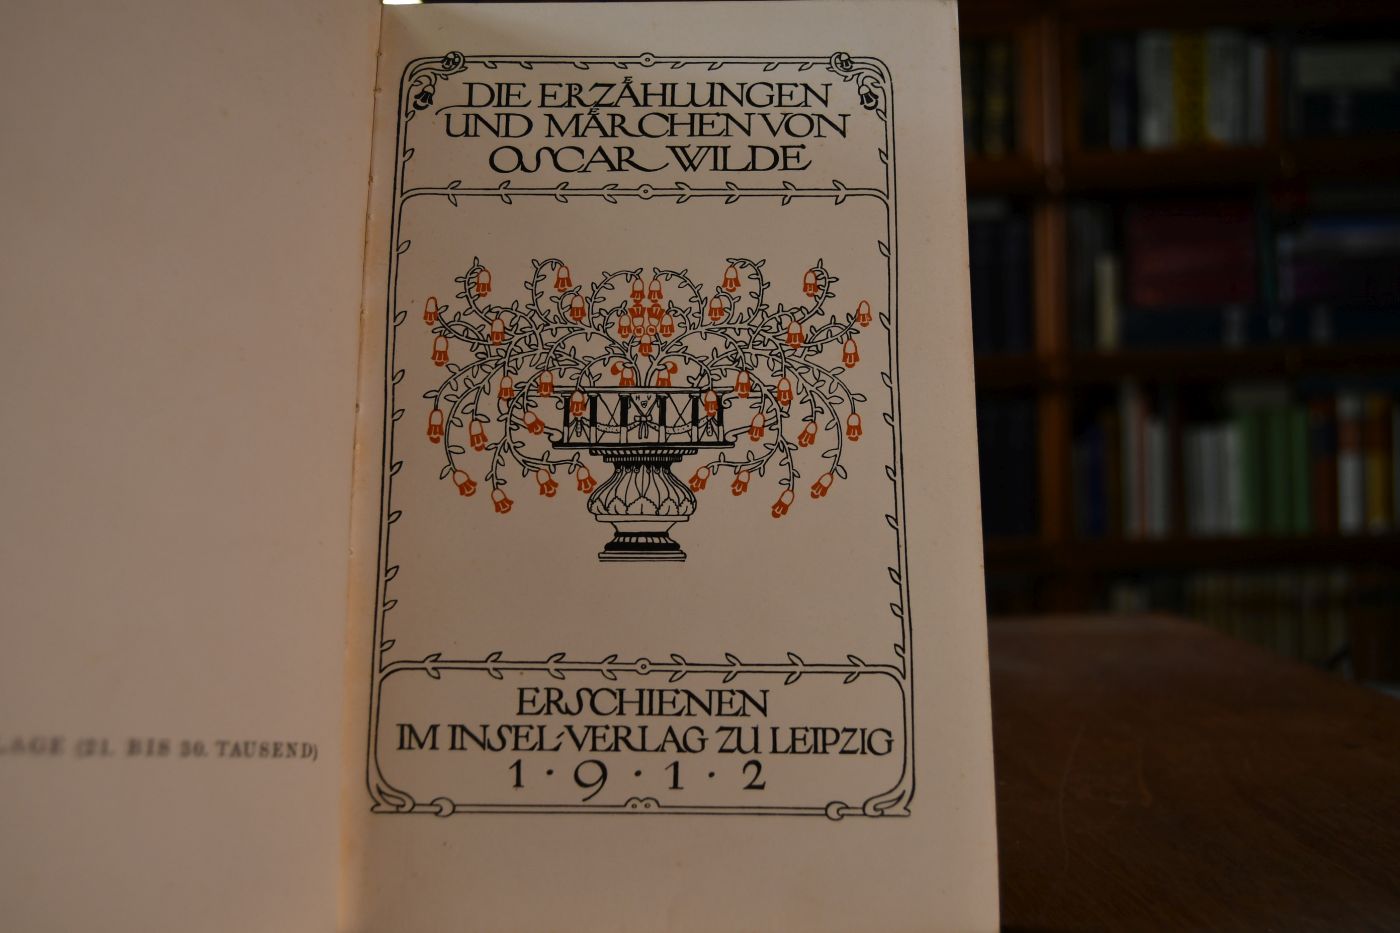 LAGE (21. BIS 30. TAUSEND)
DIE ERZÄHLUNGEN
UND MÄRCHEN VON
OSCAR WILDE
ERSCHIENEN
IM INSEL-VERLAG ZU LEIPZIG
1·9·1·2